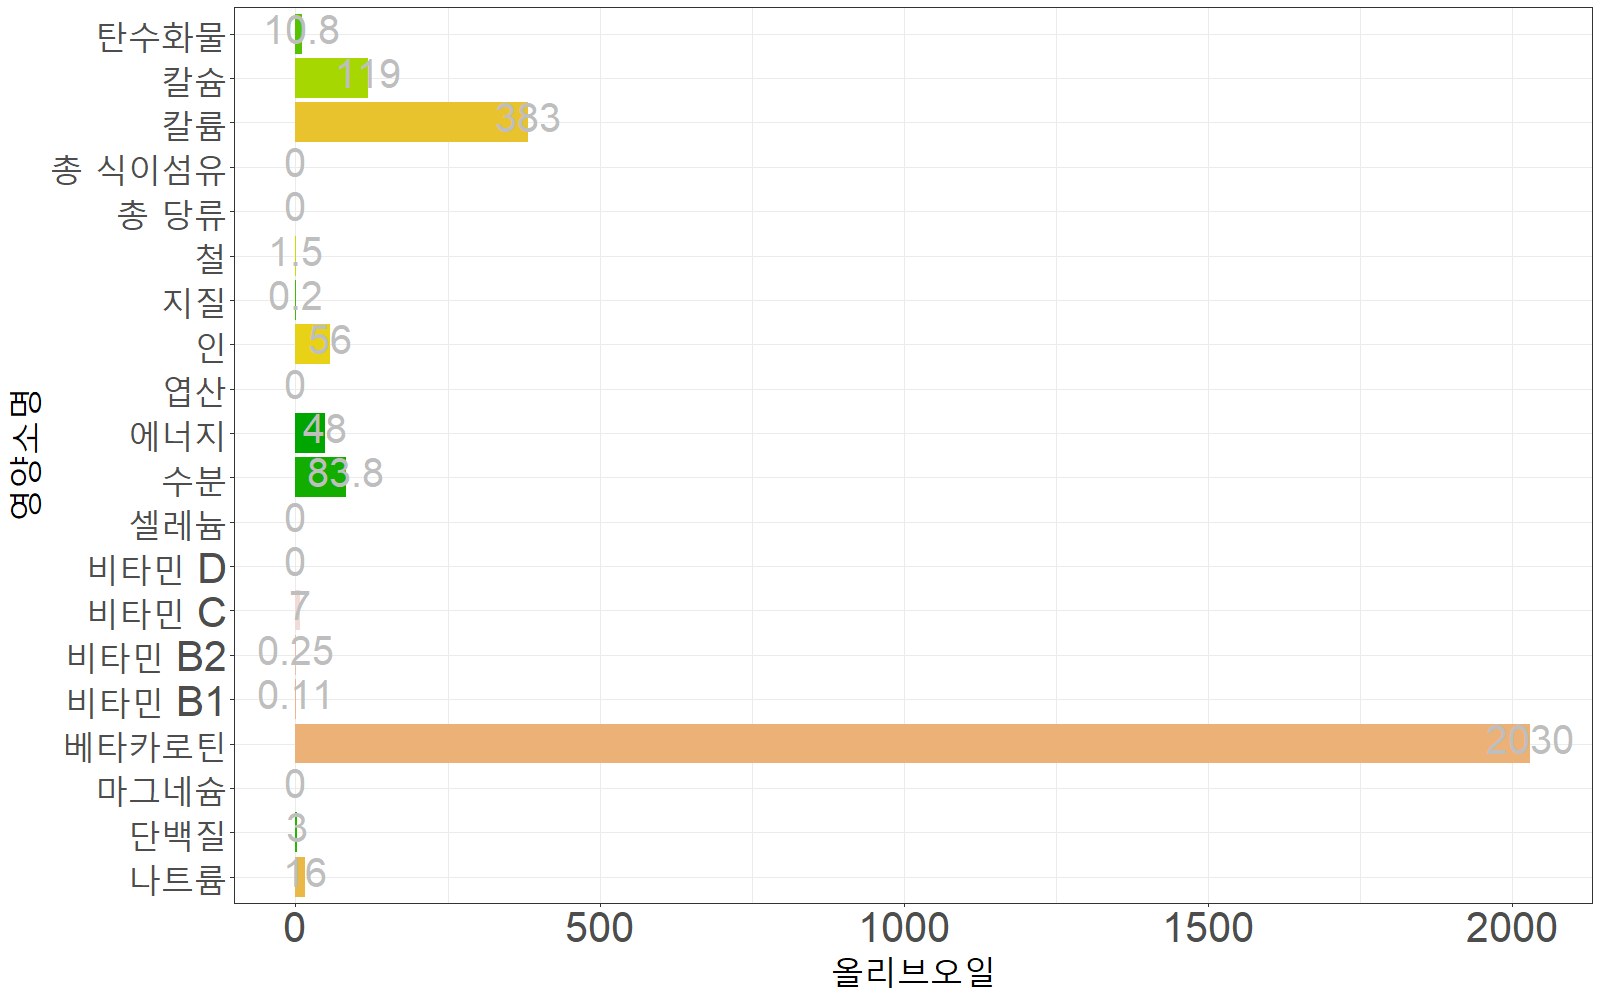 탄수화물 10.8
칼슘 119
칼륨 383
총 식이섬유 0
총 당류 0
철 1.5
지질 0.2
인 56
엽산 0
에너지 48
수분 83.8
셀레늄 0
비타민 D 0
비타민 C 7
비타민 B2 0.25
비타민 B1 0.11
베타카로틴 2030
마그네슘 0
단백질 3
나트륨 16
영양소명
0 500 1000 1500 2000
올리브오일